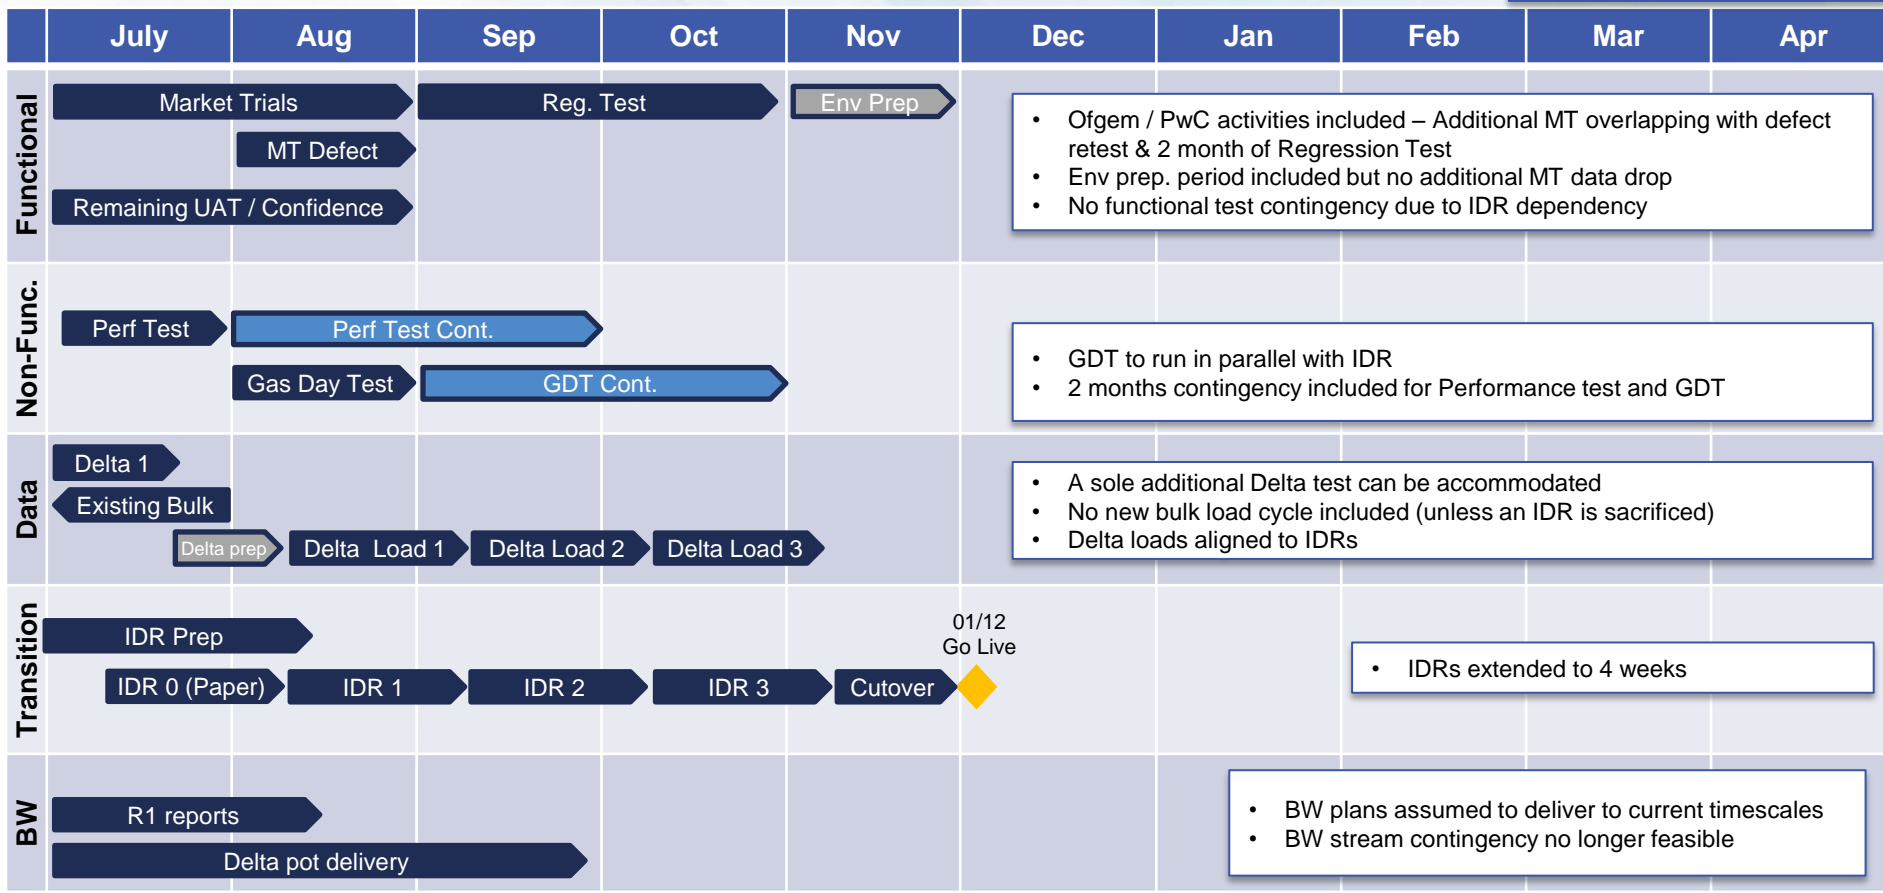 July Aug Sep Oct Nov Dec Jan Feb Mar Apr
Functional
Market Trials
Reg. Test
Env Prep
MT Defect
Remaining UAT / Confidence
• Ofgem / PwC activities included – Additional MT overlapping with defect
retest & 2 month of Regression Test
• Env prep. period included but no additional MT data drop
• No functional test contingency due to IDR dependency
Non-Func.
Perf Test
Perf Test Cont.
Gas Day Test
GDT Cont.
• GDT to run in parallel with IDR
• 2 months contingency included for Performance test and GDT
Data
Delta 1
Existing Bulk
Delta prep
Delta Load 1
Delta Load 2
Delta Load 3
• A sole additional Delta test can be accommodated
• No new bulk load cycle included (unless an IDR is sacrificed)
• Delta loads aligned to IDRs
Transition
IDR Prep
IDR 0 (Paper)
IDR 1
IDR 2
IDR 3
Cutover
01/12
Go Live
• IDRs extended to 4 weeks
BW
R1 reports
Delta pot delivery
• BW plans assumed to deliver to current timescales
• BW stream contingency no longer feasible